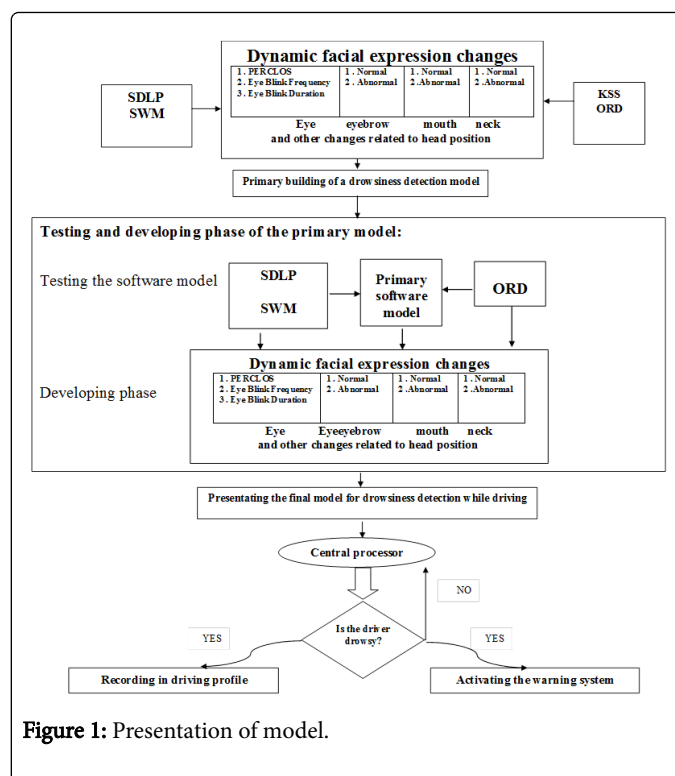 Dynamic facial expression changes
1 . PERCLOS
2 . Eye Blink Frequency
3 . Eye Blink Duration
1 . Normal
2 . Abnormal
1 . Normal
2 .Abnormal
1 . Normal
2 .Abnormal
Eye eyebrow mouth neck
and other changes related to head position
SDLP
SWM
KSS
ORD
Primary building of a drowsiness detection model
Testing and developing phase of the primary model:
Testing the software model
SDLP
SWM
Primary
software
model
ORD
Developing phase
Dynamic facial expression changes
1 . PERCLOS
2 . Eye Blink Frequency
3 . Eye Blink Duration
1 . Normal
2 . Abnormal
1 . Normal
2 .Abnormal
1 . Normal
2 .Abnormal
Eye Eyeeyebrow mouth neck
and other changes related to head position
Presentating the final model for drowsiness detection while driving
Central processor
NO
Is the driver
drowsy?
YES
YES
Recording in driving profile
Activating the warning system
Figure 1: Presentation of model.